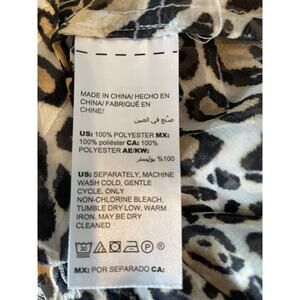 MADE IN CHINA/ HECHO EN
CHINA/ FABRIQUÉ EN
CHINE/
صنع في الصين
US: 100% POLYESTER MX:
100% poliéster CA: 100%
POLYESTER AE/KW:
100% بوليستر
US: SEPARATELY, MACHINE
WASH COLD, GENTLE
CYCLE, ONLY
NON-CHLORINE BLEACH,
TUMBLE DRY LOW, WARM
IRON, MAY BE DRY
CLEANED
30
P
MX: POR SEPARADO CA: